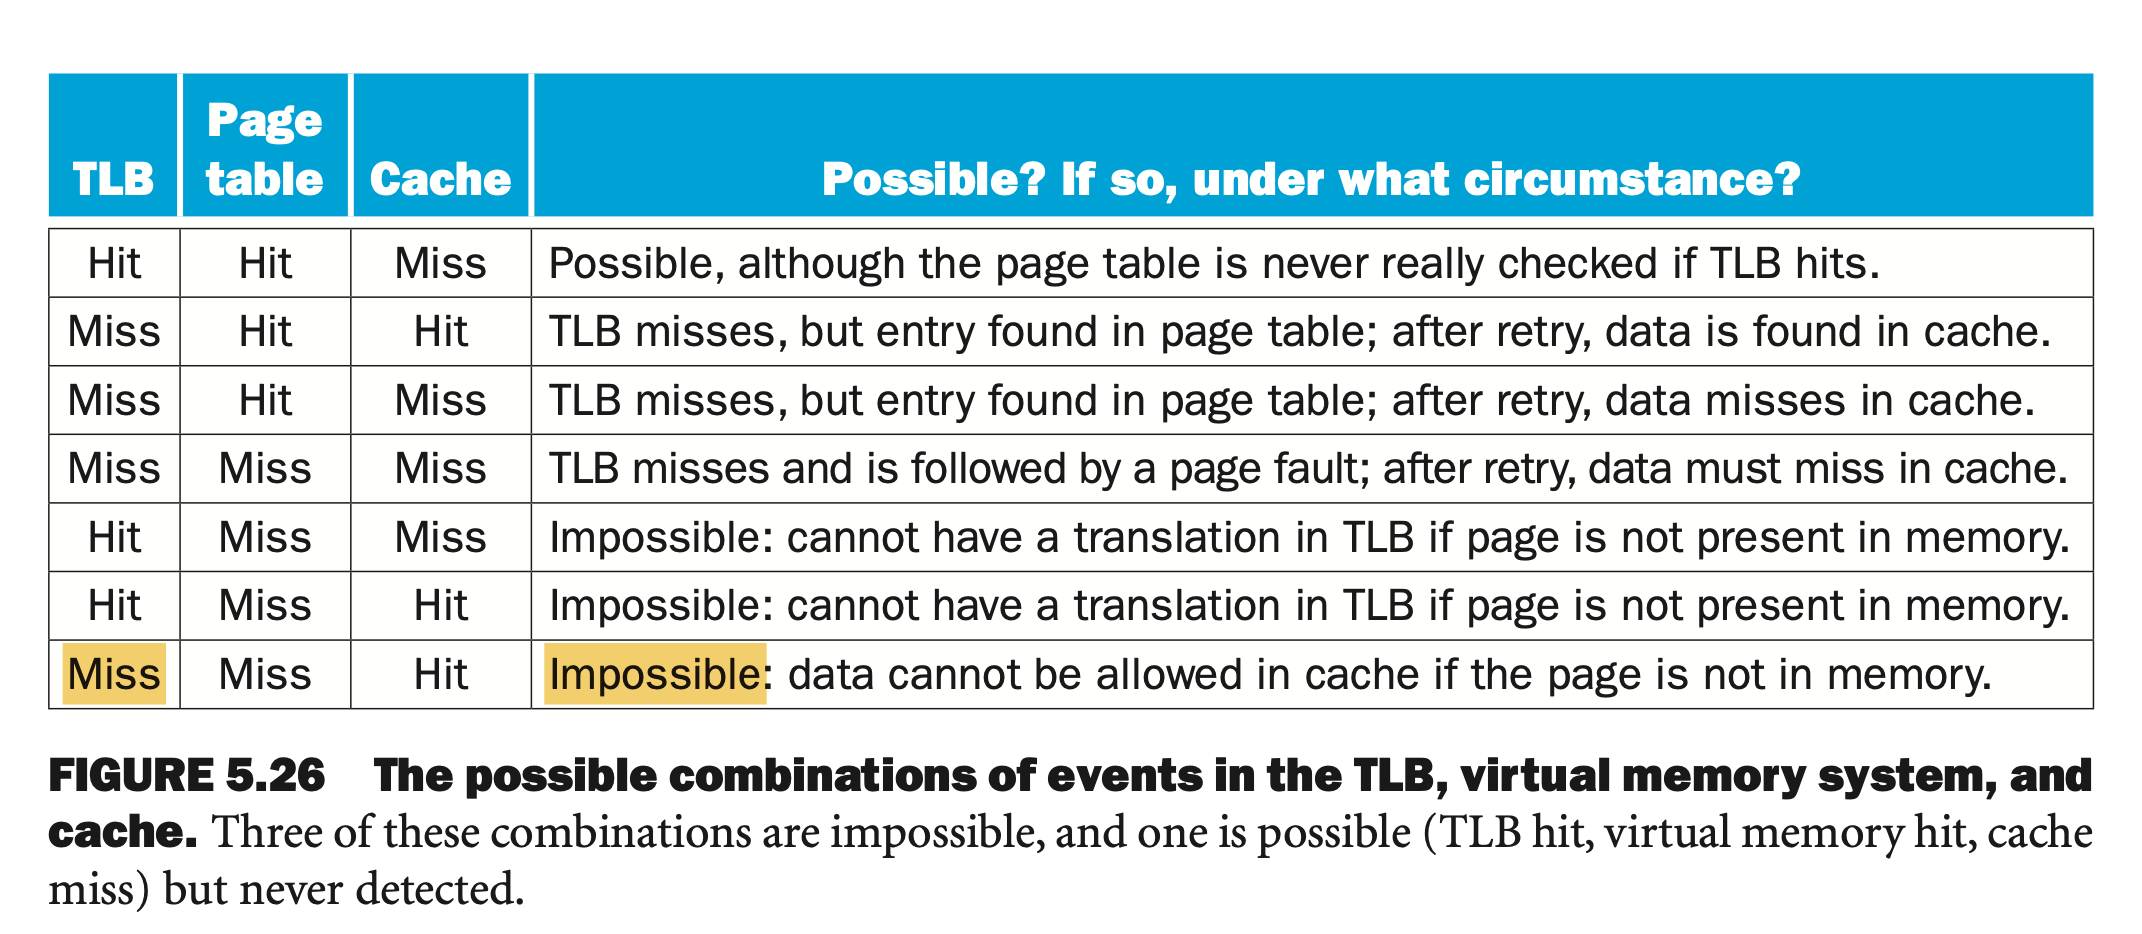 TLB Page table Cache Possible? If so, under what circumstance?
Hit Hit Miss Possible, although the page table is never really checked if TLB hits.
Miss Hit Hit TLB misses, but entry found in page table; after retry, data is found in cache.
Miss Hit Miss TLB misses, but entry found in page table; after retry, data misses in cache.
Miss Miss Miss TLB misses and is followed by a page fault; after retry, data must miss in cache.
Hit Miss Miss Impossible: cannot have a translation in TLB if page is not present in memory.
Hit Miss Hit Impossible: cannot have a translation in TLB if page is not present in memory.
Miss Miss Hit Impossible: data cannot be allowed in cache if the page is not in memory.
FIGURE 5.26 The possible combinations of events in the TLB, virtual memory system, and
cache. Three of these combinations are impossible, and one is possible (TLB hit, virtual memory hit, cache
miss) but never detected.